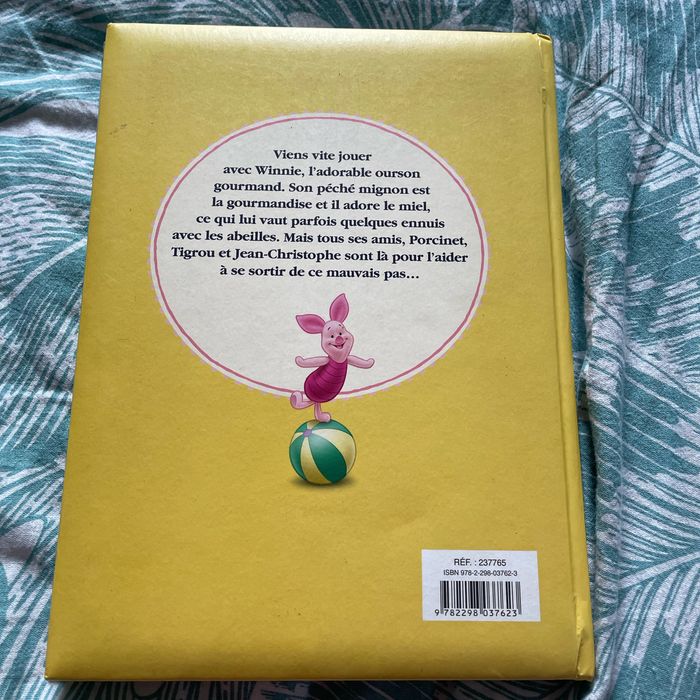 Viens vite jouer
avec Winnie, l'adorable ourson
gourmand. Son péché mignon est
la gourmandise et il adore le miel,
ce qui lui vaut parfois quelques ennuis
avec les abeilles. Mais tous ses amis, Porcinet,
Tigrou et Jean-Christophe sont là pour l'aider
à se sortir de ce mauvais pas…
RÉF. : 237765
ISBN 978-2-298-03762-3
9 782298 037623